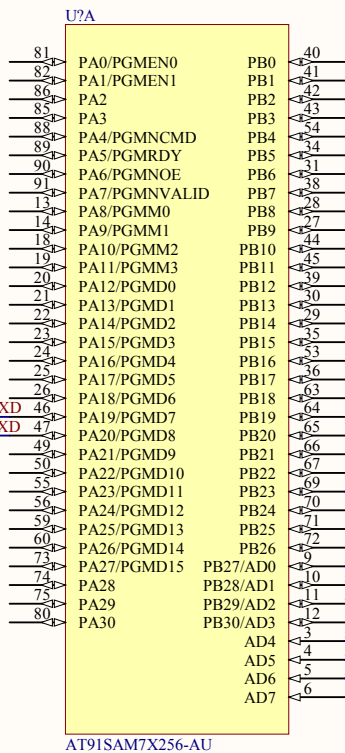 U?A
81 PA0/PGMEN0 PB0 40
82 PA1/PGMEN1 PB1 41
86 PA2 PB2 42
85 PA3 PB3 43
88 PA4/PGMNCMD PB4 54
89 PA5/PGMRDY PB5 34
90 PA6/PGMNOE PB6 31
91 PA7/PGMNVALID PB7 38
13 PA8/PGMM0 PB8 28
14 PA9/PGMM1 PB9 27
18 PA10/PGMM2 PB10 44
19 PA11/PGMM3 PB11 45
20 PA12/PGMD0 PB12 39
21 PA13/PGMD1 PB13 30
22 PA14/PGMD2 PB14 29
23 PA15/PGMD3 PB15 35
24 PA16/PGMD4 PB16 53
25 PA17/PGMD5 PB17 36
26 PA18/PGMD6 PB18 63
XD 46 PA19/PGMD7 PB19 64
XD 47 PA20/PGMD8 PB20 65
49 PA21/PGMD9 PB21 66
50 PA22/PGMD10 PB22 67
55 PA23/PGMD11 PB23 69
56 PA24/PGMD12 PB24 70
59 PA25/PGMD13 PB25 71
60 PA26/PGMD14 PB26 72
73 PA27/PGMD15 PB27/AD0 9
74 PA28 PB28/AD1 10
75 PA29 PB29/AD2 11
80 PA30 PB30/AD3 12
AD4 3
AD5 4
AD6 5
AD7 6
AT91SAM7X256-AU